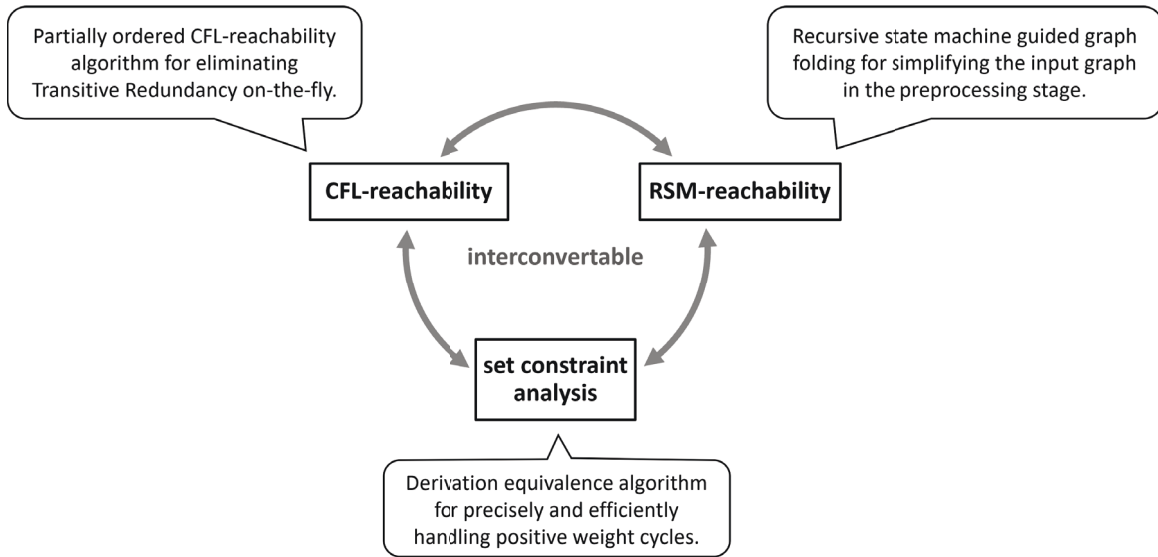 Partially ordered CFL-reachability
algorithm for eliminating
Transitive Redundancy on-the-fly.
Recursive state machine guided graph
folding for simplifying the input graph
in the preprocessing stage.
CFL-reachability
RSM-reachability
interconvertable
set constraint
analysis
Derivation equivalence algorithm
for precisely and efficiently
handling positive weight cycles.